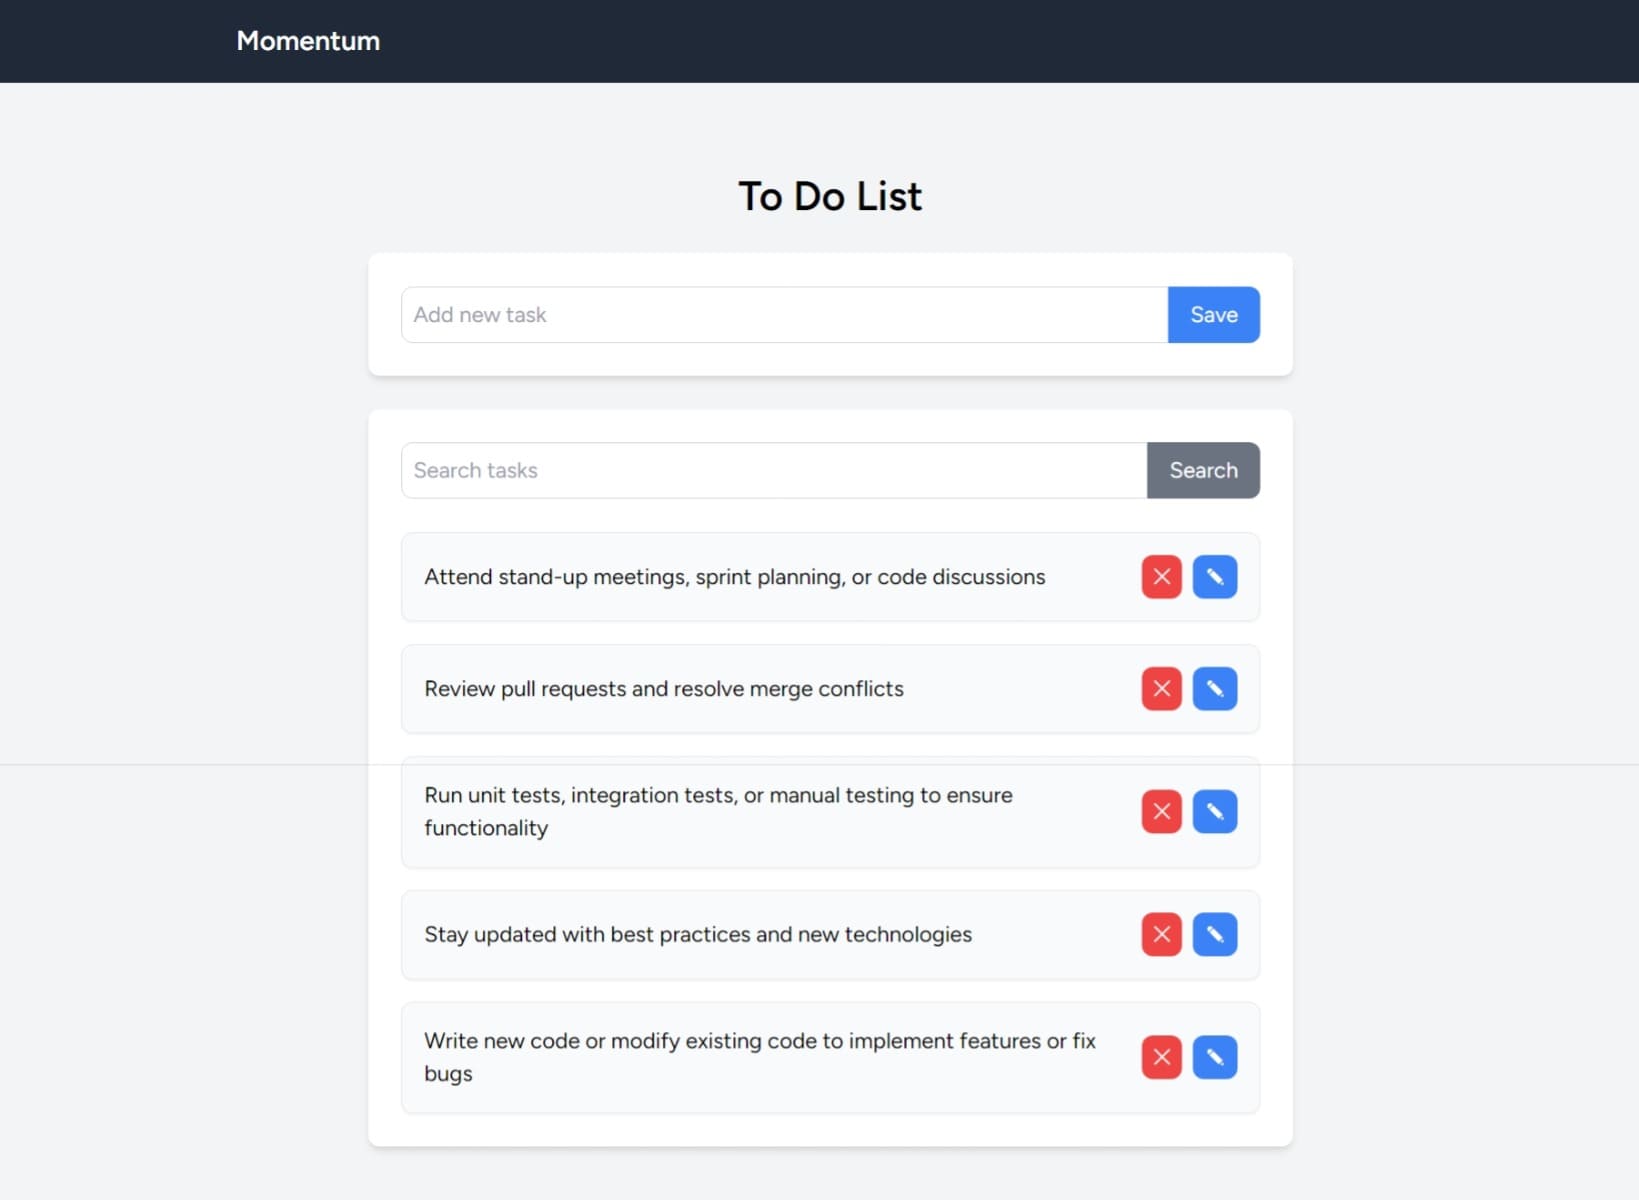 Momentum
To Do List
Add new task
Save
Search tasks
Search
Attend stand-up meetings, sprint planning, or code discussions
Review pull requests and resolve merge conflicts
Run unit tests, integration tests, or manual testing to ensure
functionality
Stay updated with best practices and new technologies
Write new code or modify existing code to implement features or fix
bugs